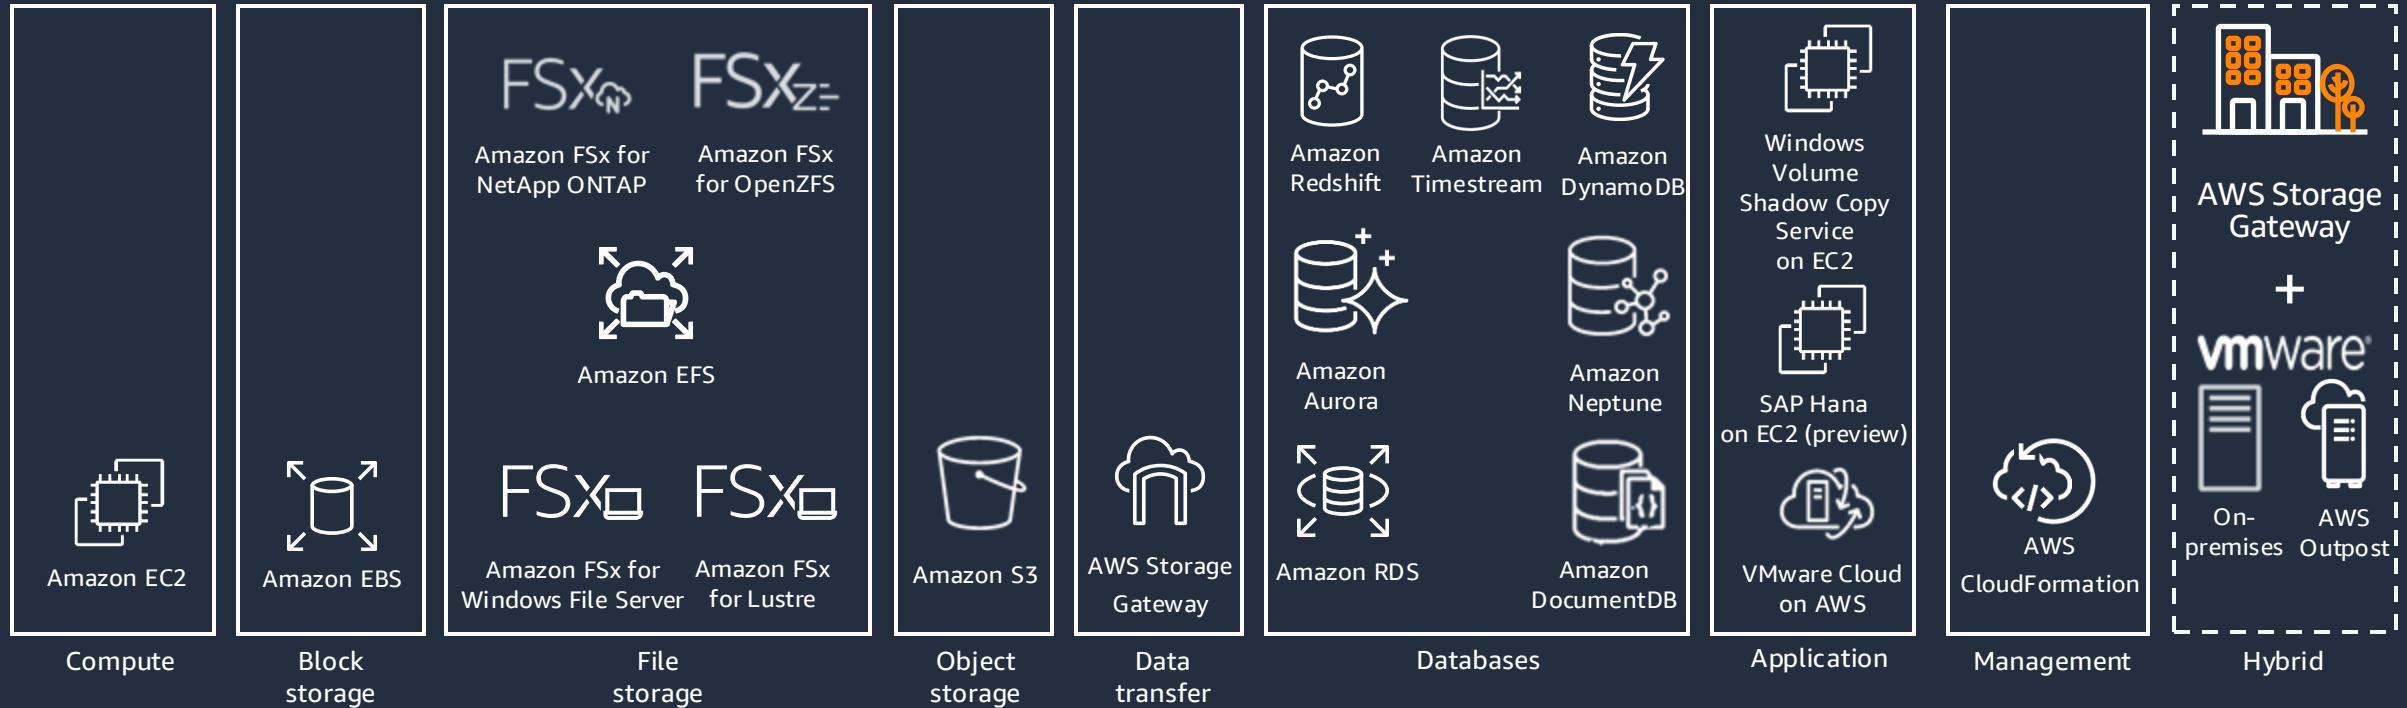 Amazon EC2
Compute
Amazon EBS
Block
storage
FSxN
Amazon FSx for
NetApp ONTAP
FSxZ
Amazon FSx
for OpenZFS
Amazon EFS
FSx
Amazon FSx for
Windows File Server
FSx
Amazon FSx
for Lustre
File
storage
Amazon S3
Object
storage
AWS Storage
Gateway
Data
transfer
Amazon
Redshift
Amazon
Timestream
Amazon
DynamoDB
Amazon
Aurora
Amazon
Neptune
Amazon RDS
Amazon
DocumentDB
Databases
Windows
Volume
Shadow Copy
Service
on EC2
SAP Hana
on EC2 (preview)
VMware Cloud
on AWS
Application
AWS
CloudFormation
Management
AWS Storage
Gateway
+
vmware®
On-
premises
AWS
Outpost
Hybrid